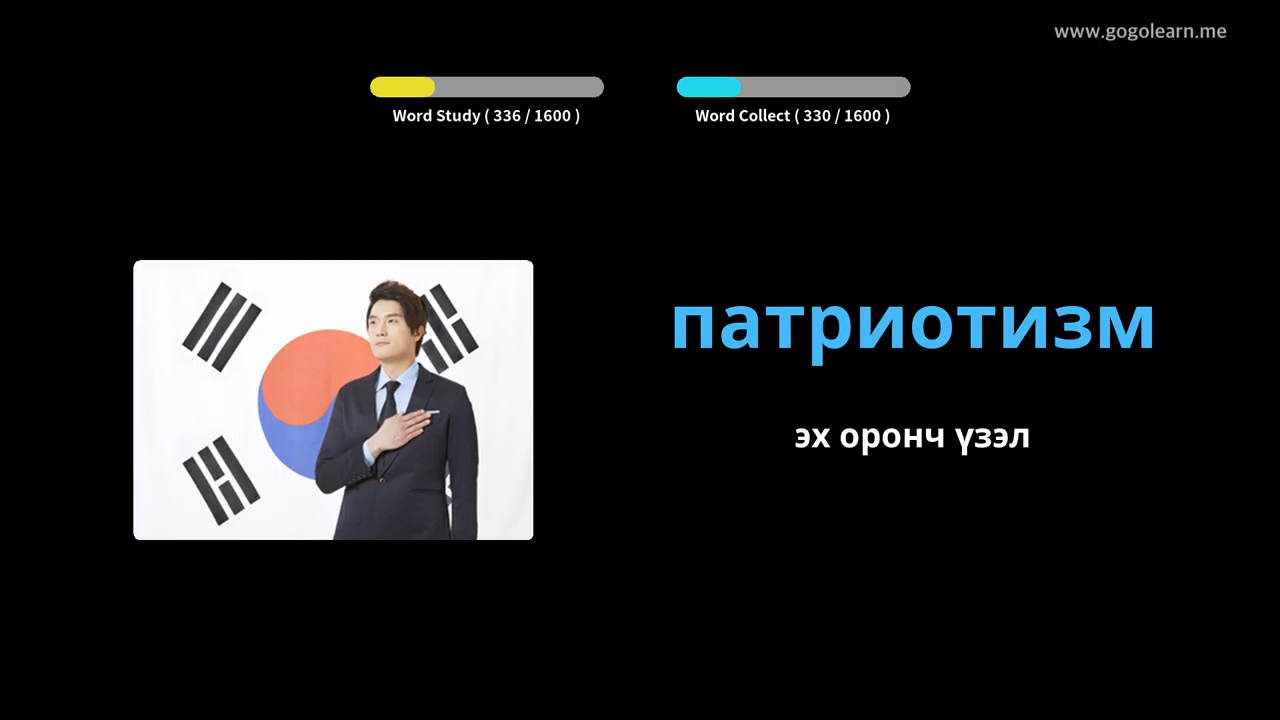 www.gogolearn.me
Word Study ( 336 / 1600 )
Word Collect ( 330 / 1600 )
патриотизм
эх оронч үзэл